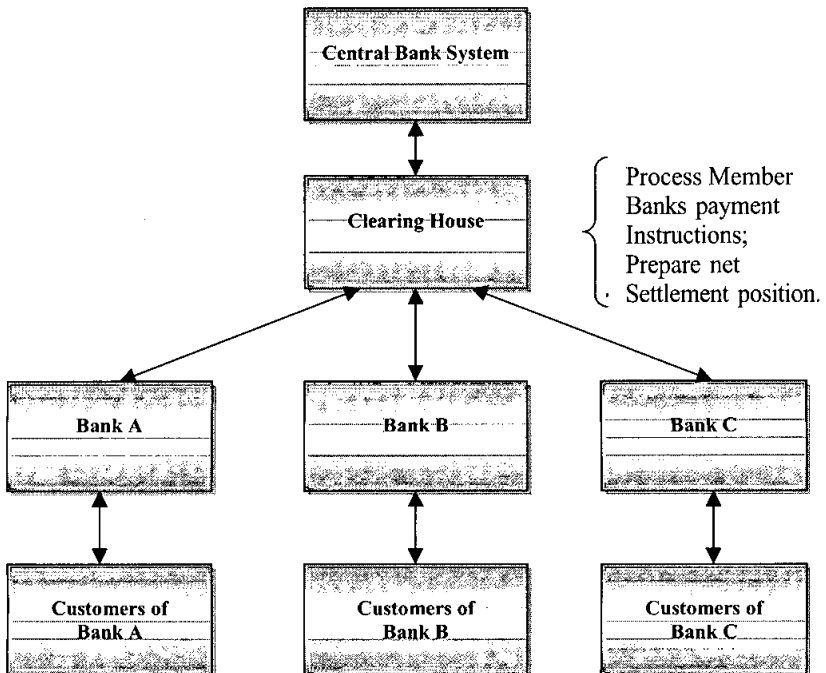 Central Bank System
Clearing House
Process Member
Banks payment
Instructions;
Prepare net
Settlement position.
Bank A
Bank B
Bank C
Customers of
Bank A
Customers of
Bank B
Customers of
Bank C